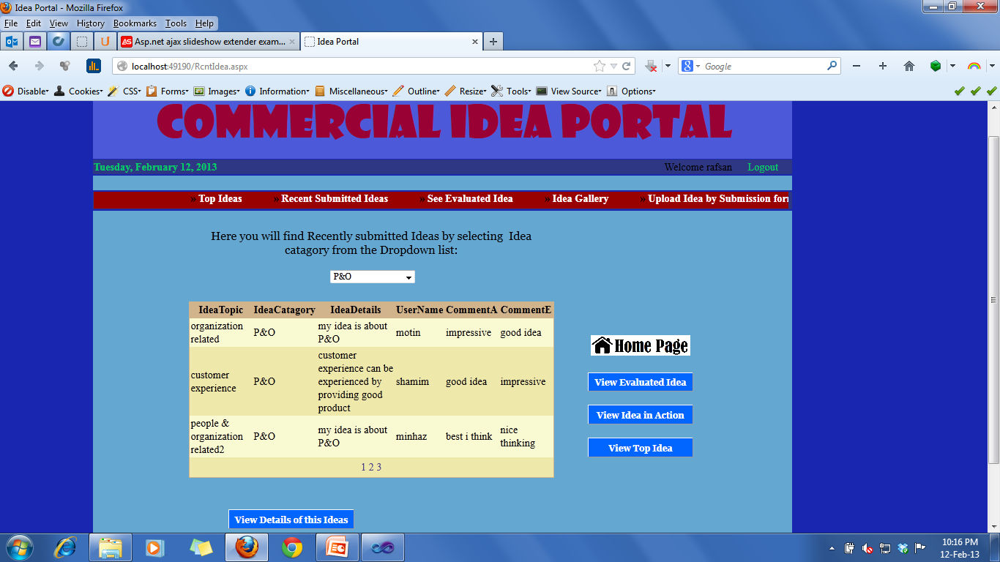 Idea Portal - Mozilla Firefox
File Edit View History Bookmarks Tools Help
Asp.net ajax slideshow extender exam... Idea Portal
localhost:49190/RcntIdea.aspx Google
Disable Cookies CSS Forms Images Information Miscellaneous Outline Resize Tools View Source Options
COMMERCIAL IDEA PORTAL
Tuesday, February 12, 2013 Welcome rafsan Logout
» Top Ideas » Recent Submitted Ideas » See Evaluated Idea » Idea Gallery » Upload Idea by Submission for
Here you will find Recently submitted Ideas by selecting Idea
catagory from the Dropdown list:
P&O
IdeaTopic IdeaCatagory IdeaDetails UserName CommentA CommentE
organization related P&O my idea is about P&O motin impressive good idea
customer experience P&O customer experience can be experienced by providing good product shamim good idea impressive
people & organization related2 P&O my idea is about P&O minhaz best i think nice thinking
1 2 3
Home Page
View Evaluated Idea
View Idea in Action
View Top Idea
View Details of this Ideas
10:16 PM
12-Feb-13